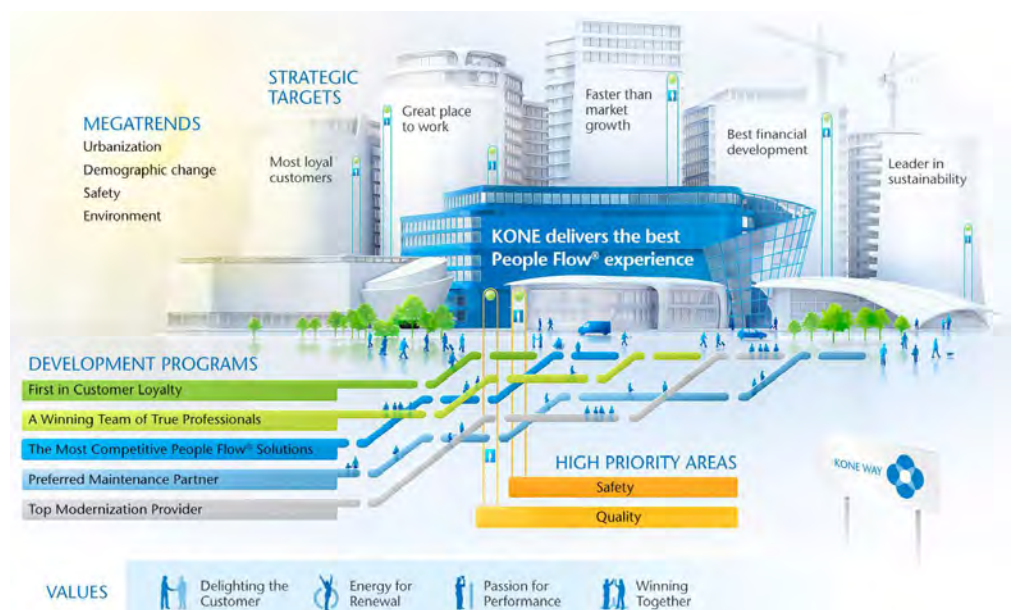 MEGATRENDS
Urbanization
Demographic change
Safety
Environment
STRATEGIC
TARGETS
Most loyal
customers
Great place
to work
Faster than
market
growth
Best financial
development
Leader in
sustainability
KONE delivers the best
People Flow® experience
DEVELOPMENT PROGRAMS
First in Customer Loyalty
A Winning Team of True Professionals
The Most Competitive People Flow® Solutions
Preferred Maintenance Partner
Top Modernization Provider
HIGH PRIORITY AREAS
Safety
Quality
KONE WAY
VALUES
Delighting the
Customer
Energy for
Renewal
Passion for
Performance
Winning
Together